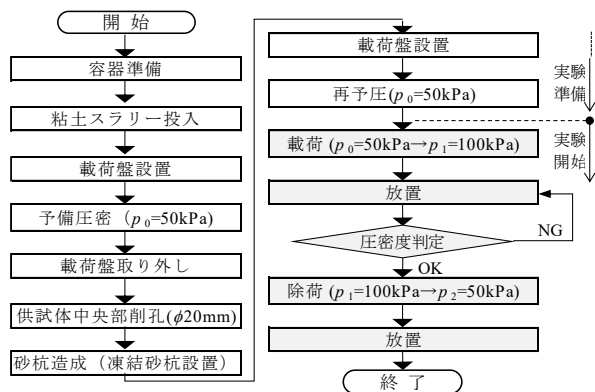 開 始
容器準備
粘土スラリー投入
載荷盤設置
予備圧密（p₀=50kPa)
載荷盤取り外し
供試体中央部削孔(ϕ20mm)
砂杭造成（凍結砂杭設置）
載荷盤設置
再予圧(p₀=50kPa)
載荷 (p₀=50kPa→p₁=100kPa)
放置
圧密度判定
NG
OK
除荷 (p₁=100kPa→p₂=50kPa)
放置
終 了
実験
準備
実験
開始